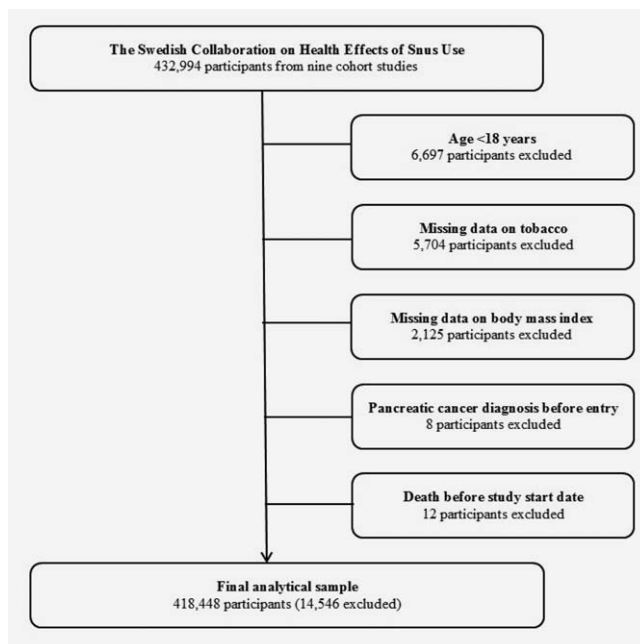 The Swedish Collaboration on Health Effects of Snus Use
432,994 participants from nine cohort studies
Age <18 years
6,697 participants excluded
Missing data on tobacco
5,704 participants excluded
Missing data on body mass index
2,125 participants excluded
Pancreatic cancer diagnosis before entry
8 participants excluded
Death before study start date
12 participants excluded
Final analytical sample
418,448 participants (14,546 excluded)